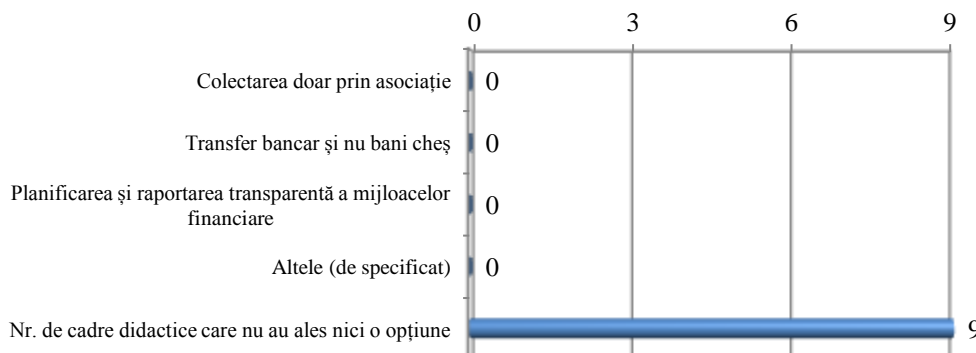 0 3 6 9
Colectarea doar prin asociație 0
Transfer bancar și nu bani cheș 0
Planificarea și raportarea transparentă a mijloacelor
financiare 0
Altele (de specificat) 0
Nr. de cadre didactice care nu au ales nici o opțiune 9